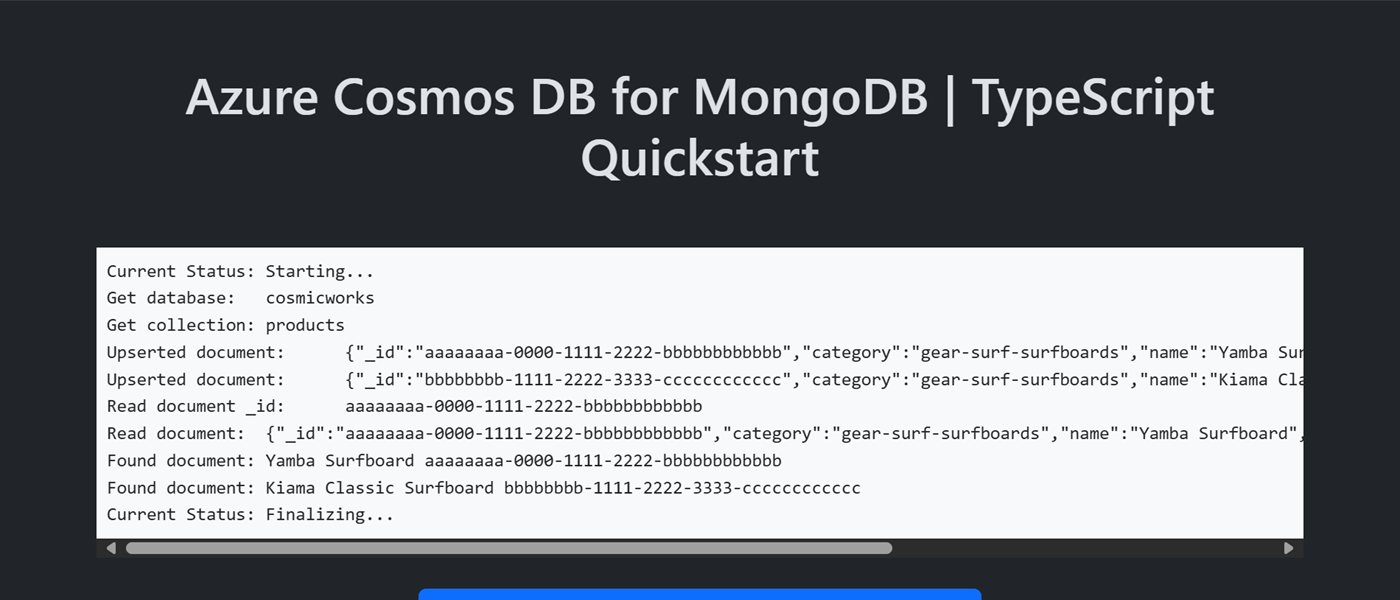 Azure Cosmos DB for MongoDB | TypeScript
Quickstart
Current Status: Starting...
Get database:   cosmicworks
Get collection: products
Upserted document:      {"_id":"aaaaaaaa-0000-1111-2222-bbbbbbbbbbbb","category":"gear-surf-surfboards","name":"Yamba Sur
Upserted document:      {"_id":"bbbbbbbb-1111-2222-3333-cccccccccccc","category":"gear-surf-surfboards","name":"Kiama Cla
Read document _id:      aaaaaaaa-0000-1111-2222-bbbbbbbbbbbb
Read document:  {"_id":"aaaaaaaa-0000-1111-2222-bbbbbbbbbbbb","category":"gear-surf-surfboards","name":"Yamba Surfboard",
Found document: Yamba Surfboard aaaaaaaa-0000-1111-2222-bbbbbbbbbbbb
Found document: Kiama Classic Surfboard bbbbbbbb-1111-2222-3333-cccccccccccc
Current Status: Finalizing...